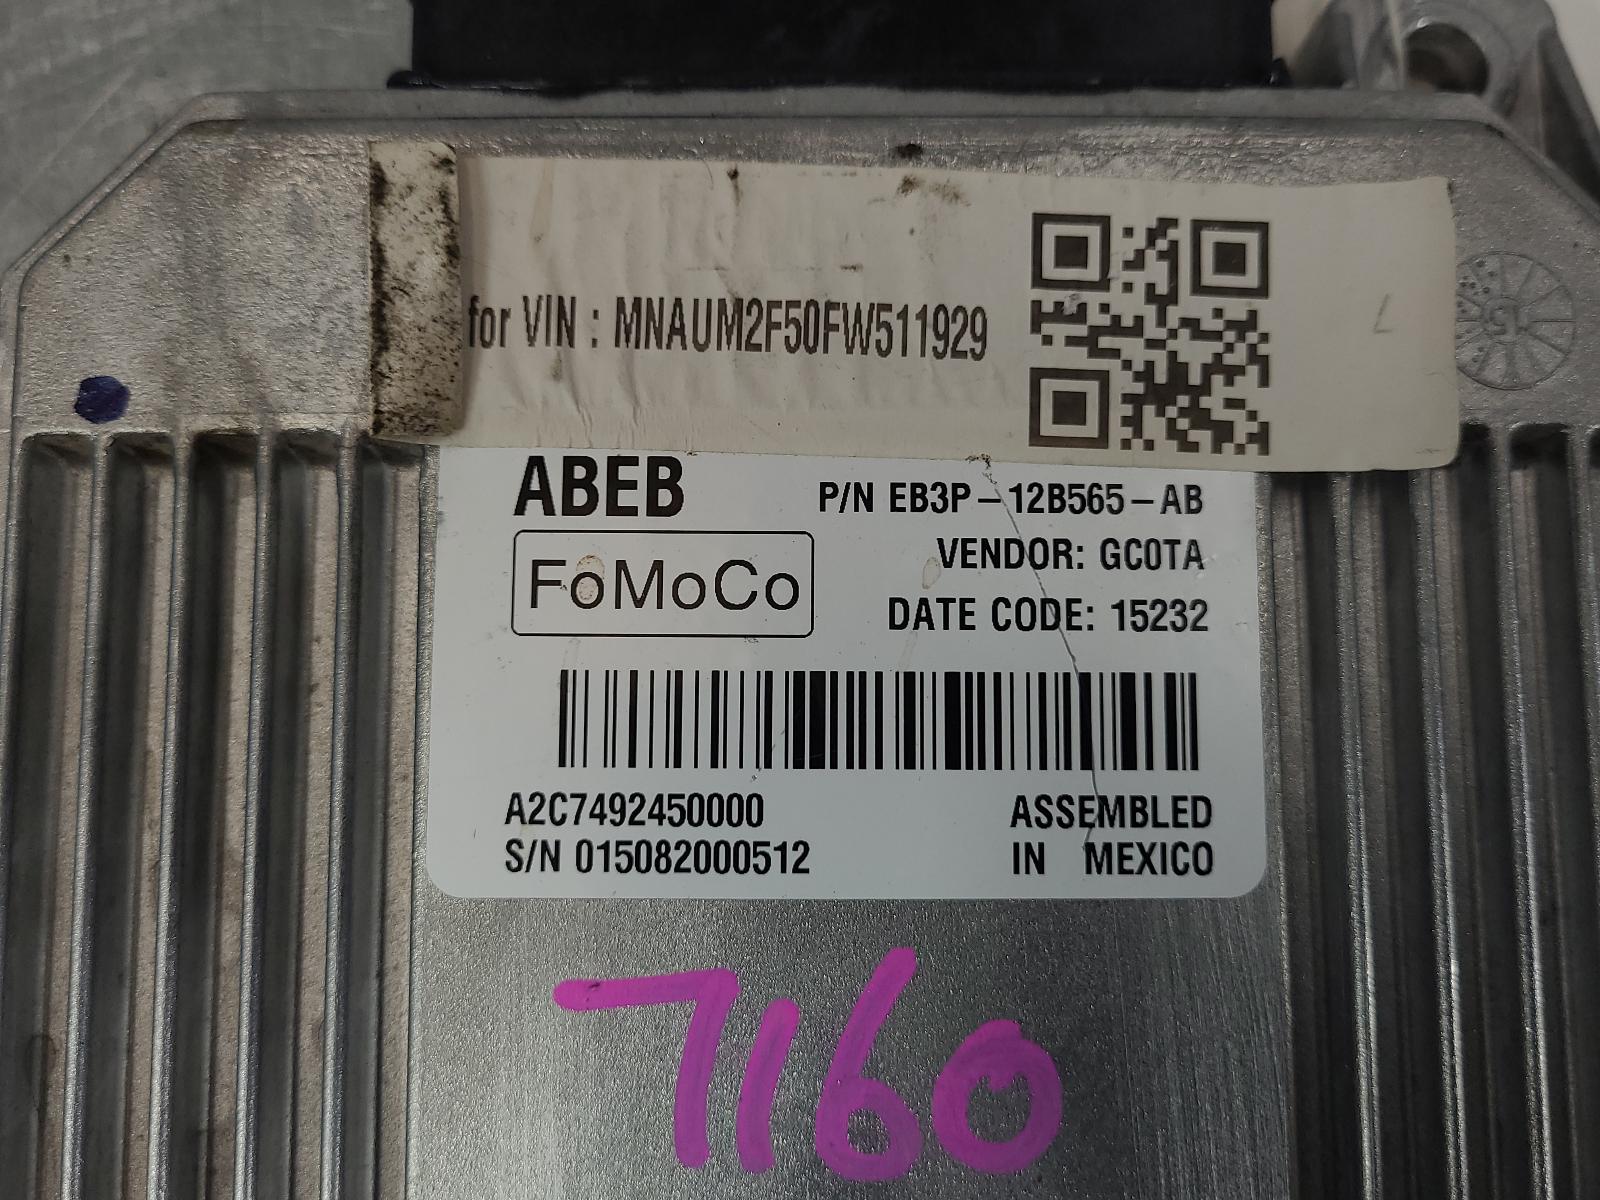 for VIN : MNAUM2F50FW511929
15
ABEB
P/N EB3P-12B565-AB
FoMoCo
VENDOR: GC0TA
DATE CODE: 15232
A2C7492450000
ASSEMBLED
S/N 015082000512
IN MEXICO
7160